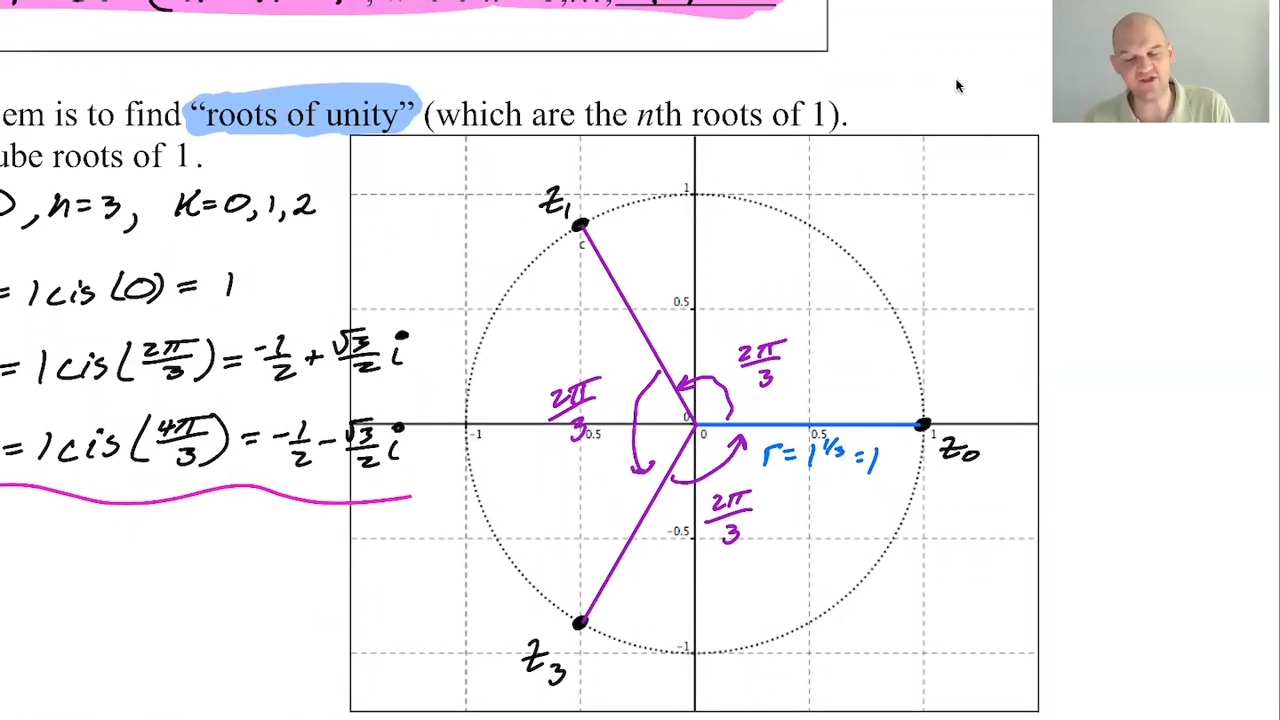 em is to find “roots of unity” (which are the nth roots of 1).
ube roots of 1.
, n=3, K=0,1,2
= 1 cis (0) = 1
= 1 cis (2π/3) = -1/2 + √3/2 i
= 1 cis (4π/3) = -1/2 - √3/2 i
Z₁
1
c
0.5
2π/3
2π/3
0
-1
0.5
0
0.5
1
Z₀
r = 1^1/3 = 1
2π/3
-0.5
-1
Z₃